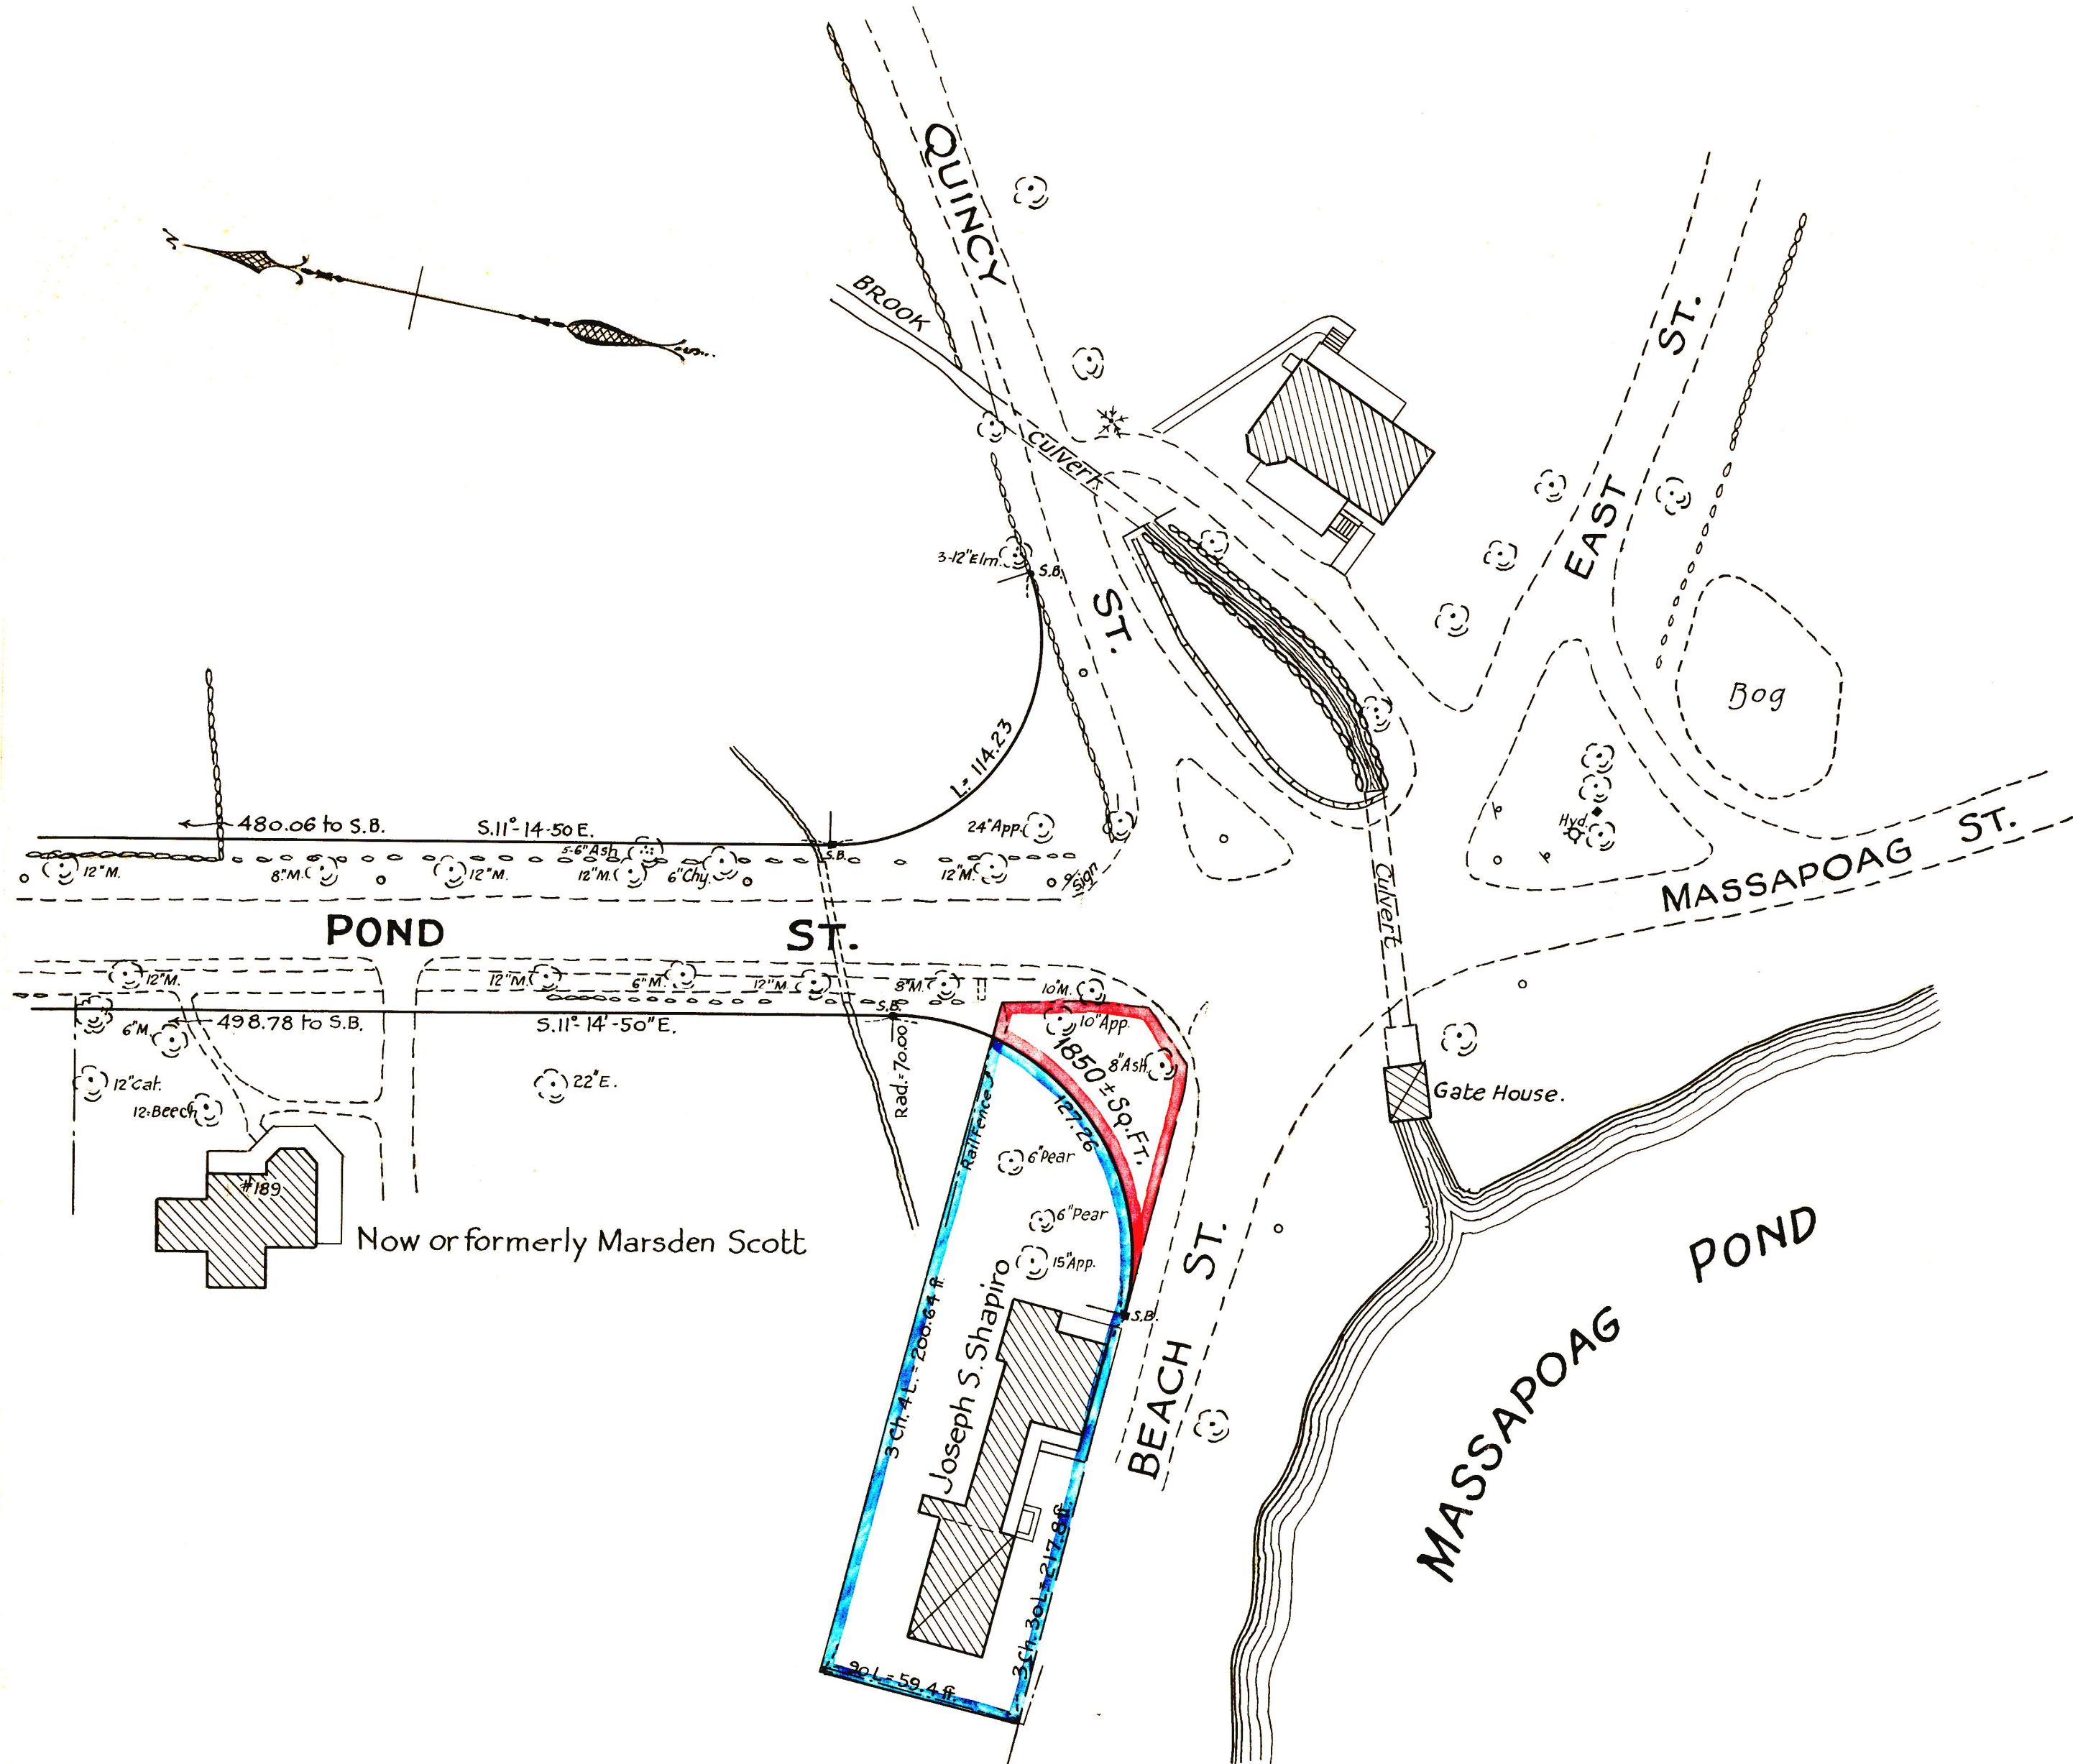 QUINCY
ST.
N
S.
BROOK
Culvert.
EAST
ST.
3-12"Elm.
S.B.
Bog
L= 114.23
480.06 to S.B.
S.11°-14-50 E.
5-6"Ash
S.B.
24"App.
Hyd.
12"M.
8"M.
12"M.
12"M.
6"Chy.
12"M.
Sign
Culvert
MASSAPOAG ST.
POND ST.
12"M.
12"M.
6"M.
12"M.
8"M.
10"M.
6"M.
498.78 to S.B.
S.11°-14'-50"E.
S.B.
Rad.=70.00
10"App.
1850± Sq.Ft.
8"Ash
127.26
12"Cat.
12"Beech
22"E.
Gate House.
Rail Fence
6"Pear
6"Pear
15"App.
#189
Now or formerly Marsden Scott
3 Ch. 4 L. = 200.64 ft.
Joseph S. Shapiro
S.B.
BEACH ST.
MASSAPOAG POND
3 Ch. 30 L = 217.8 ft.
90 L = 59.4 ft.